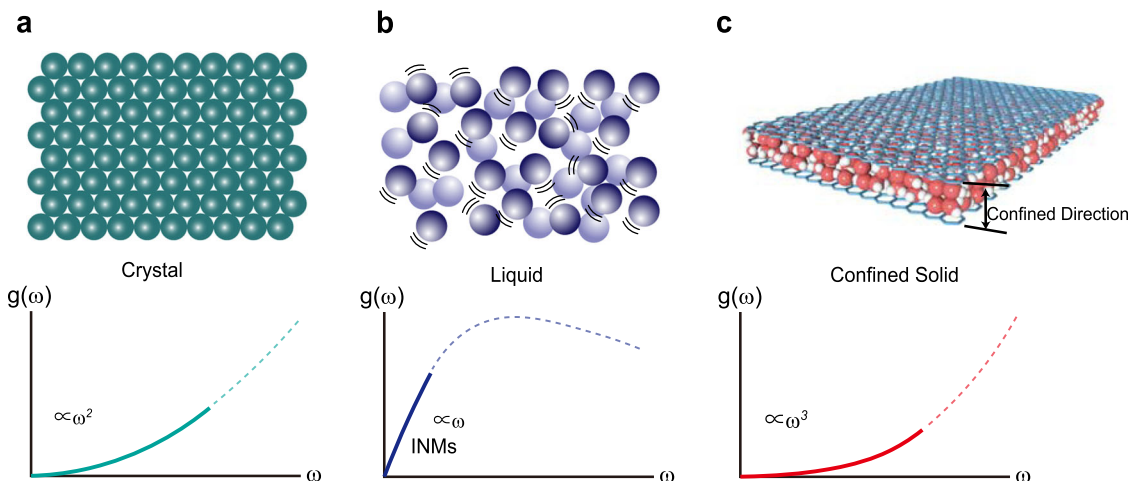 a
b
c
Confined Direction
Crystal
Liquid
Confined Solid
g(ω)
∝ω²
ω
g(ω)
∝ω
INMs
ω
g(ω)
∝ω³
ω